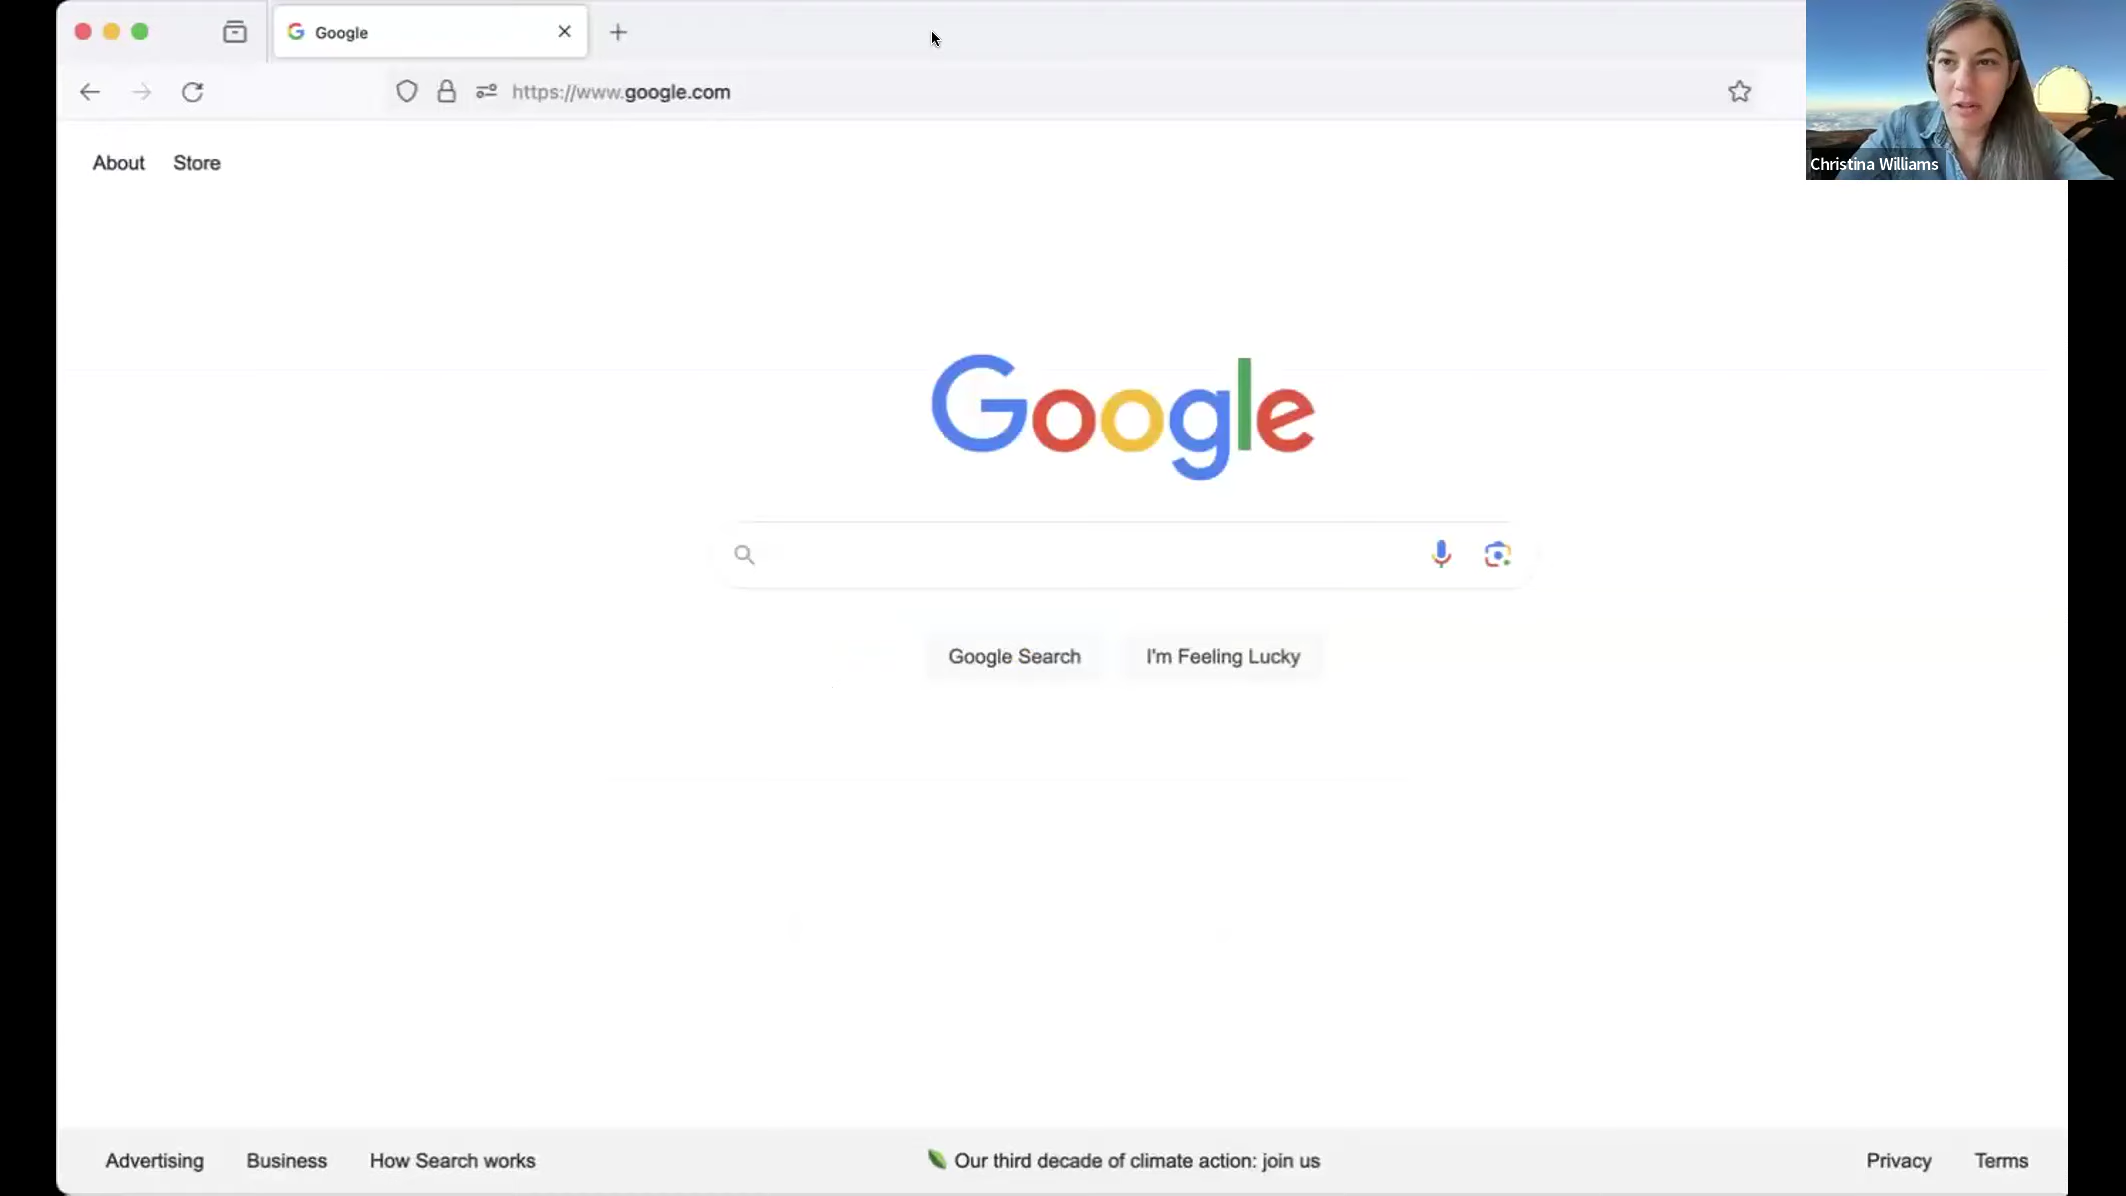 Google
https://www.google.com
About Store
Christina Williams
Google
Google Search I'm Feeling Lucky
Advertising Business How Search works Our third decade of climate action: join us Privacy Terms